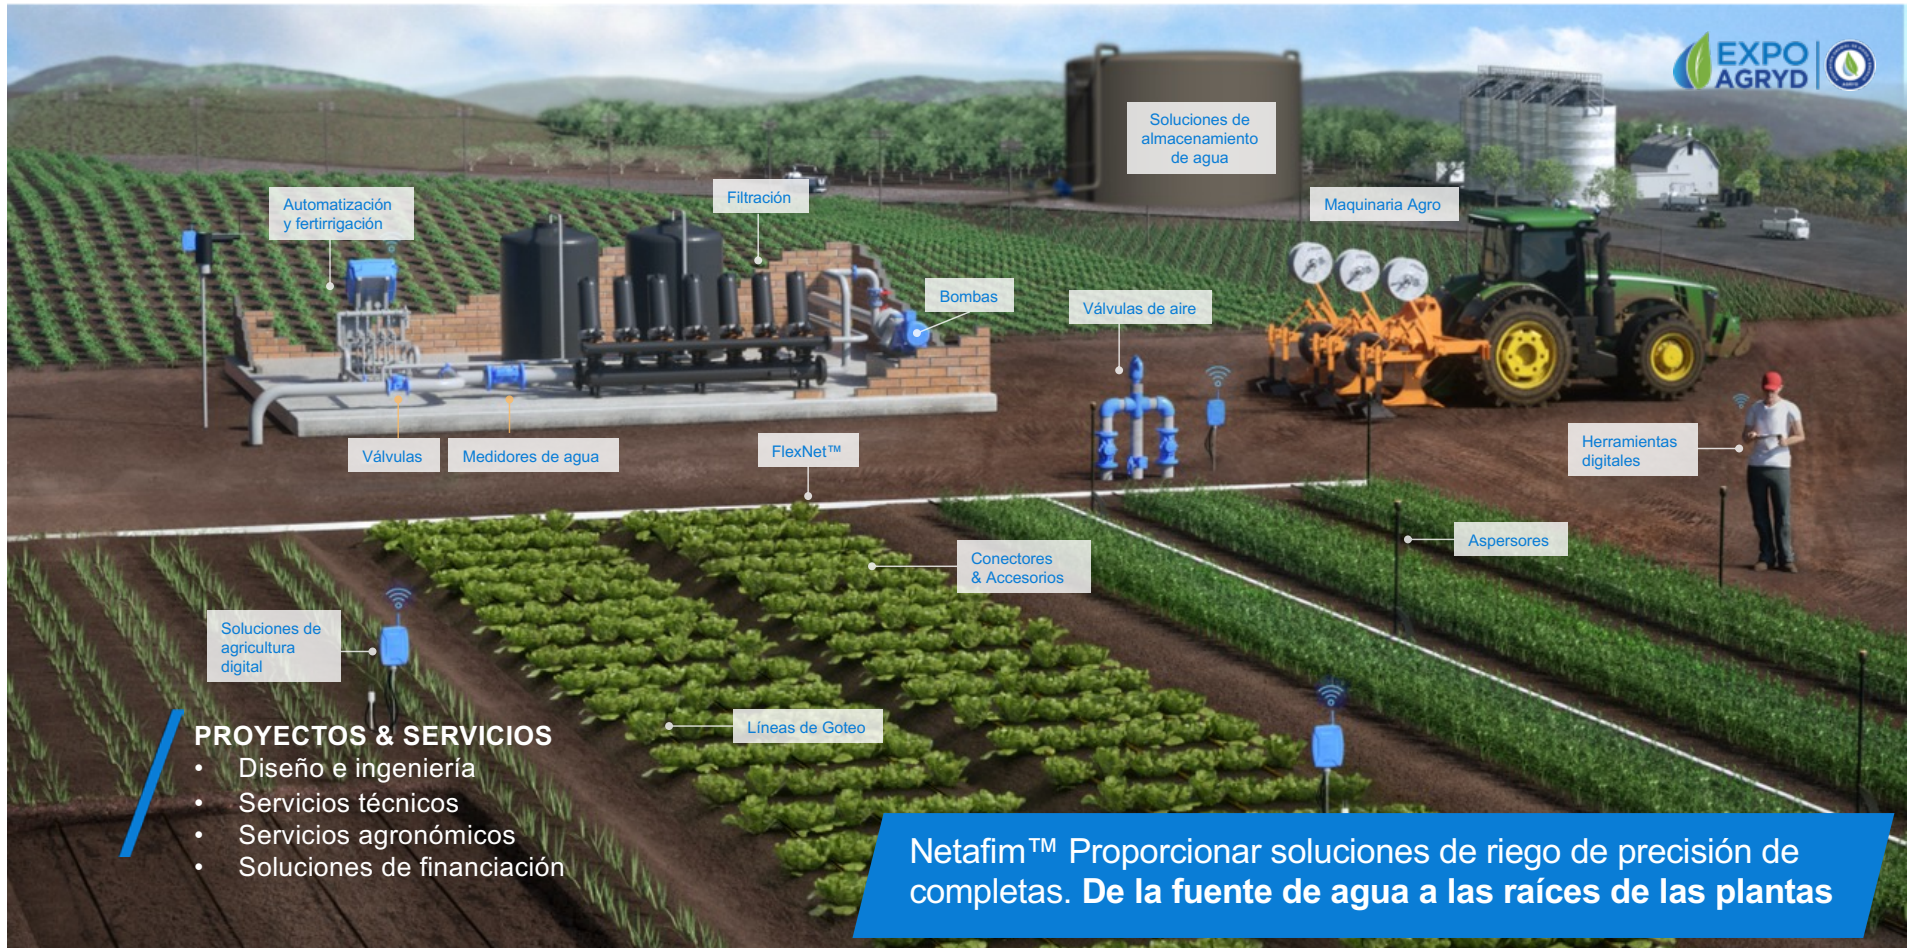 EXPO
AGRYD
Soluciones de
almacenamiento
de agua
Automatización
y fertirrigación
Filtración
Maquinaria Agro
Bombas
Válvulas de aire
Válvulas
Medidores de agua
FlexNet™
Herramientas
digitales
Aspersores
Conectores
& Accesorios
Soluciones de
agricultura
digital
Líneas de Goteo
PROYECTOS & SERVICIOS
• Diseño e ingeniería
• Servicios técnicos
• Servicios agronómicos
• Soluciones de financiación
Netafim™ Proporcionar soluciones de riego de precisión de
completas. De la fuente de agua a las raíces de las plantas